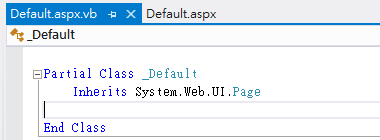 Default.aspx.vb Default.aspx
_Default
Partial Class _Default
Inherits System.Web.UI.Page
End Class